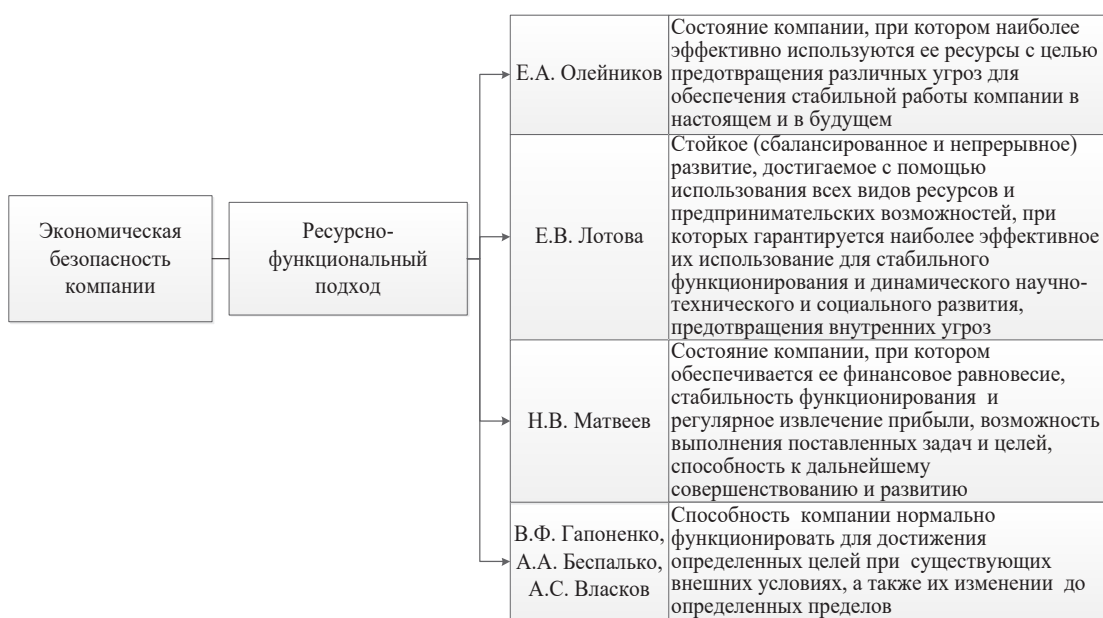 Экономическая
безопасность
компании
Ресурсно-
функциональный
подход
Е.А. Олейников
Состояние компании, при котором наиболее
эффективно используются ее ресурсы с целью
предотвращения различных угроз для
обеспечения стабильной работы компании в
настоящем и в будущем
Е.В. Лотова
Стойкое (сбалансированное и непрерывное)
развитие, достигаемое с помощью
использования всех видов ресурсов и
предпринимательских возможностей, при
которых гарантируется наиболее эффективное
их использование для стабильного
функционирования и динамического научно-
технического и социального развития,
предотвращения внутренних угроз
Н.В. Матвеев
Состояние компании, при котором
обеспечивается ее финансовое равновесие,
стабильность функционирования и
регулярное извлечение прибыли, возможность
выполнения поставленных задач и целей,
способность к дальнейшему
совершенствованию и развитию
В.Ф. Гапоненко,
А.А. Беспалько,
А.С. Власков
Способность компании нормально
функционировать для достижения
определенных целей при существующих
внешних условиях, а также их изменении до
определенных пределов